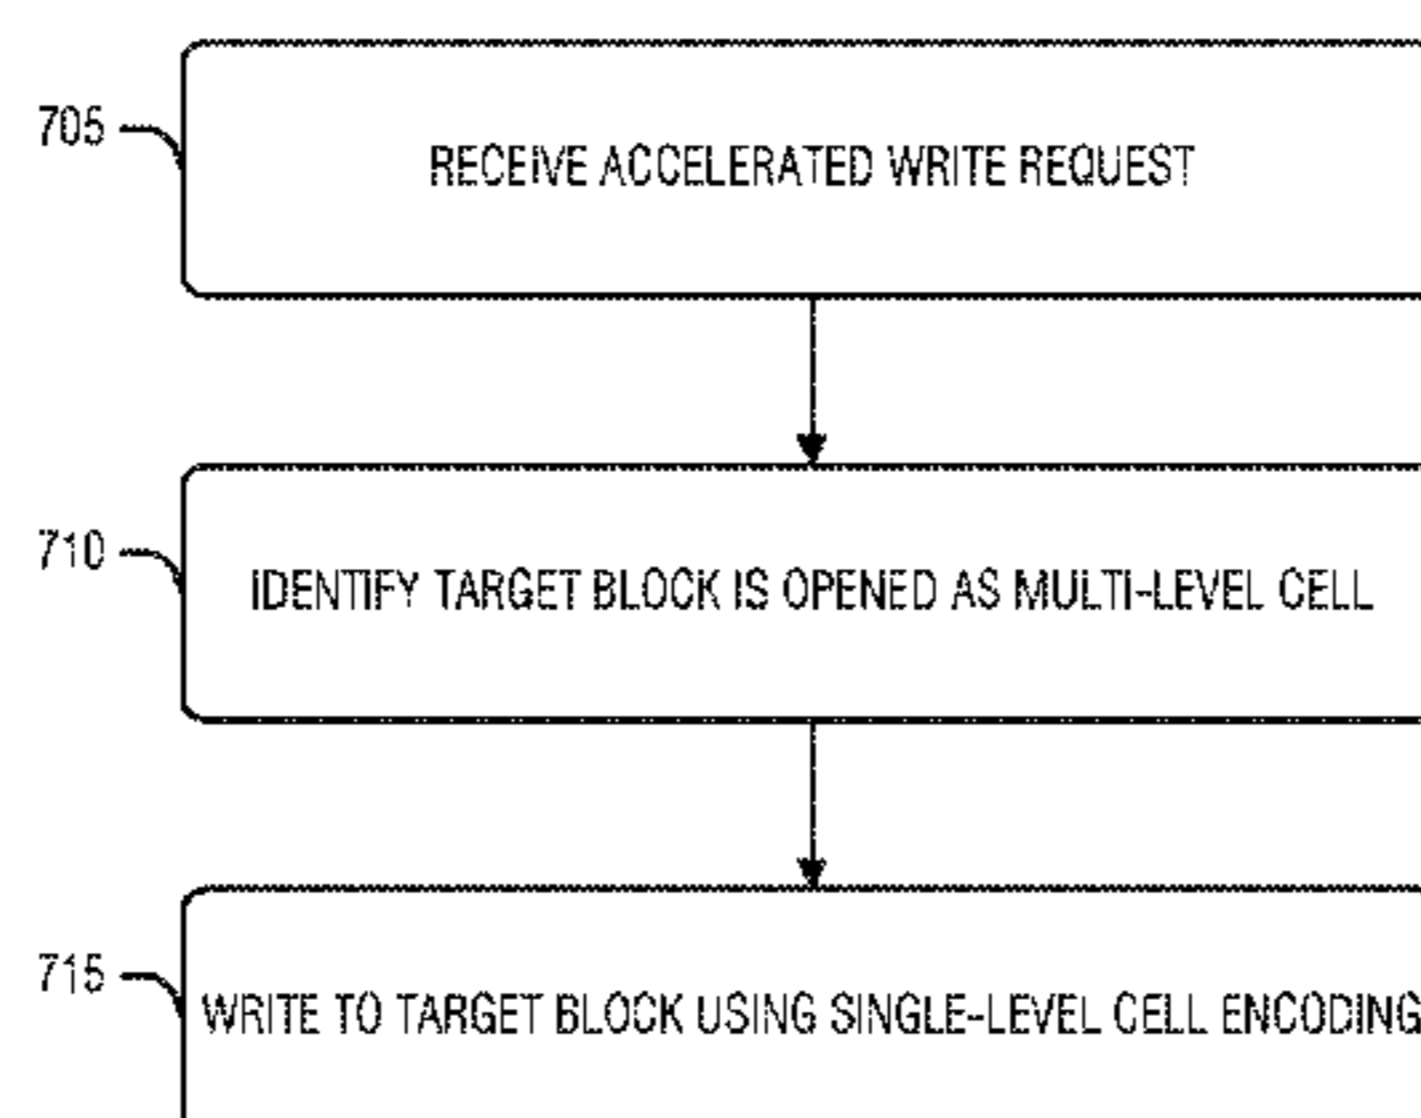 705
RECEIVE ACCELERATED WRITE REQUEST
710
IDENTIFY TARGET BLOCK IS OPENED AS MULTI-LEVEL CELL
715
WRITE TO TARGET BLOCK USING SINGLE-LEVEL CELL ENCODING